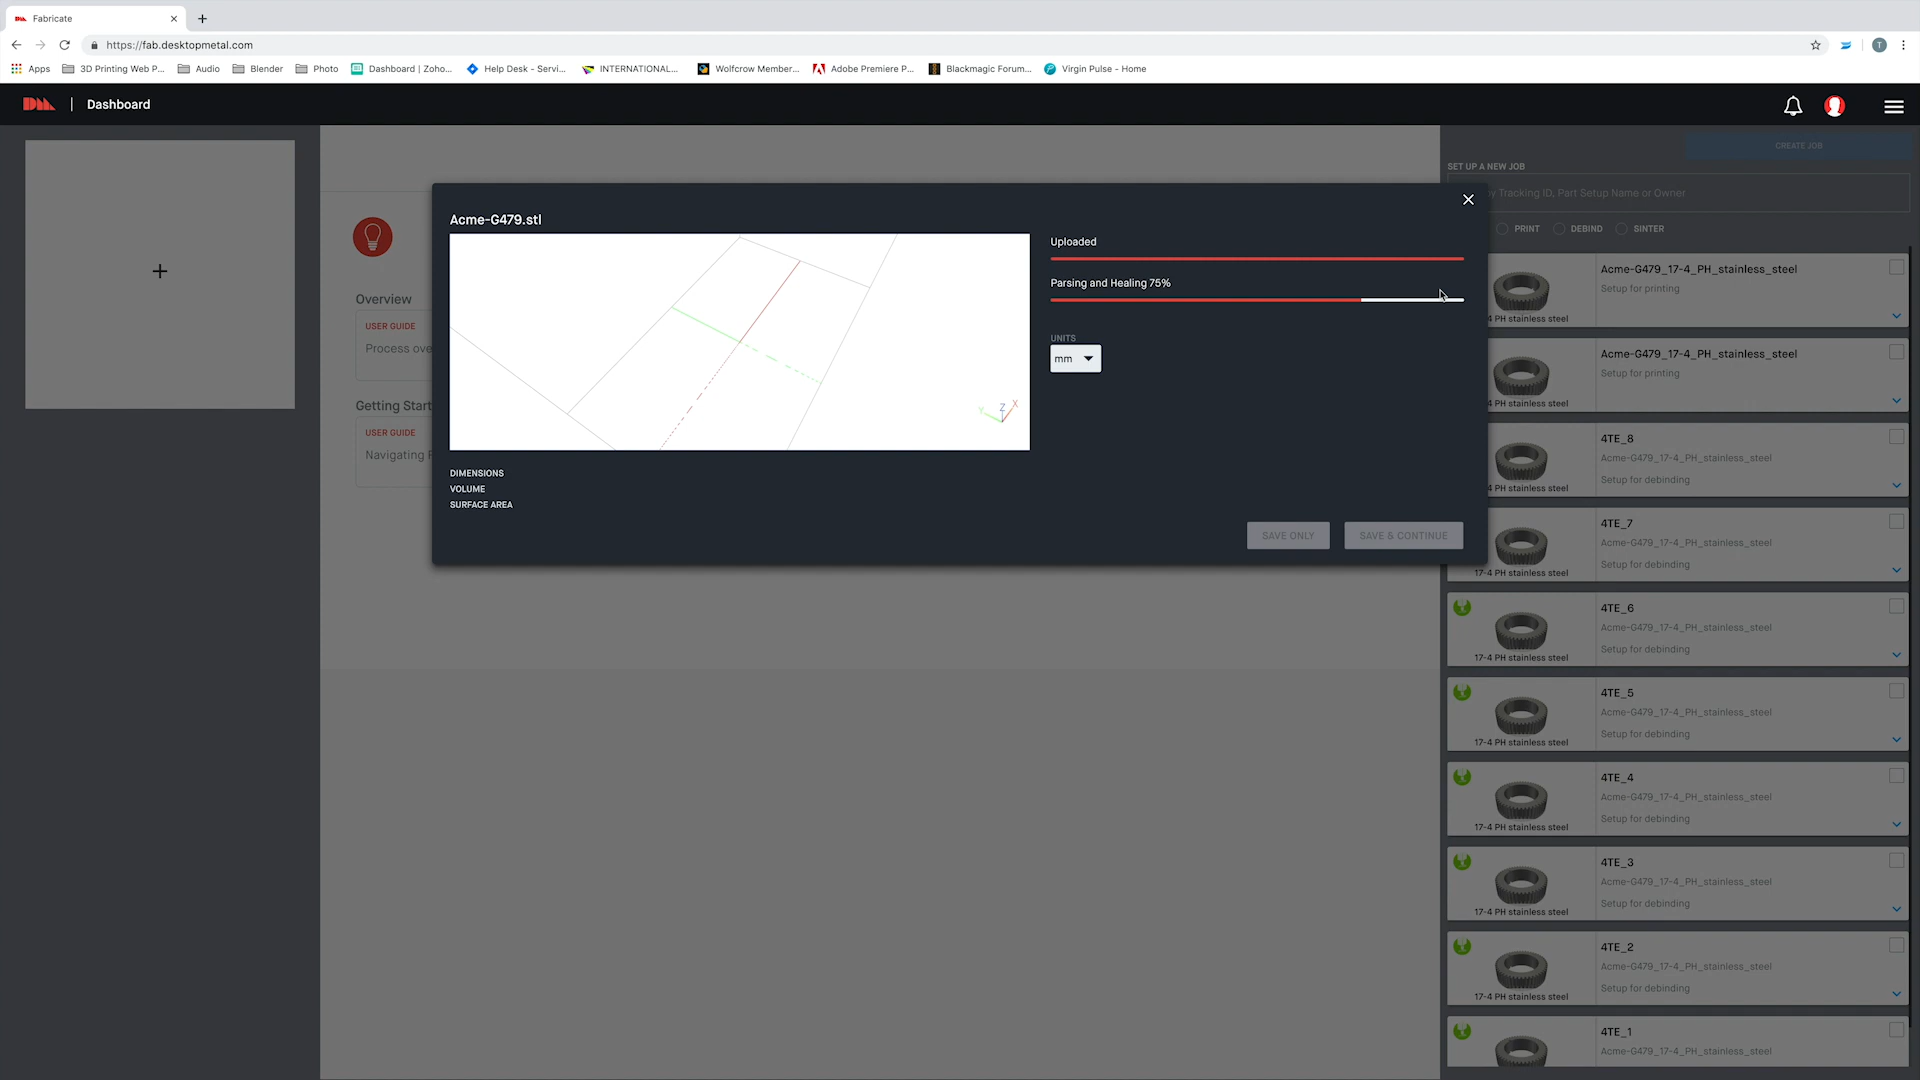 Fabricate
https://fab.desktopmetal.com
Apps
3D Printing Web P...
Audio
Blender
Photo
Dashboard | Zoho...
Help Desk - Servi...
INTERNATIONAL...
Wolfcrow Member...
Adobe Premiere P...
Blackmagic Forum...
Virgin Pulse - Home
T
DM
Dashboard
CREATE JOB
SET UP A NEW JOB
Tracking ID, Part Setup Name or Owner
PRINT
DEBIND
SINTER
Overview
USER GUIDE
Process ove
Getting Start
USER GUIDE
Navigating
Acme-G479.stl
Z
X
Y
DIMENSIONS
VOLUME
SURFACE AREA
Uploaded
Parsing and Healing 75%
UNITS
mm
SAVE ONLY
SAVE & CONTINUE
4 PH stainless steel
Acme-G479_17-4_PH_stainless_steel
Setup for printing
4 PH stainless steel
Acme-G479_17-4_PH_stainless_steel
Setup for printing
4 PH stainless steel
4TE_8
Acme-G479_17-4_PH_stainless_steel
Setup for debinding
17-4 PH stainless steel
4TE_7
Acme-G479_17-4_PH_stainless_steel
Setup for debinding
17-4 PH stainless steel
4TE_6
Acme-G479_17-4_PH_stainless_steel
Setup for debinding
17-4 PH stainless steel
4TE_5
Acme-G479_17-4_PH_stainless_steel
Setup for debinding
17-4 PH stainless steel
4TE_4
Acme-G479_17-4_PH_stainless_steel
Setup for debinding
17-4 PH stainless steel
4TE_3
Acme-G479_17-4_PH_stainless_steel
Setup for debinding
17-4 PH stainless steel
4TE_2
Acme-G479_17-4_PH_stainless_steel
Setup for debinding
4TE_1
Acme-G479_17-4_PH_stainless_steel